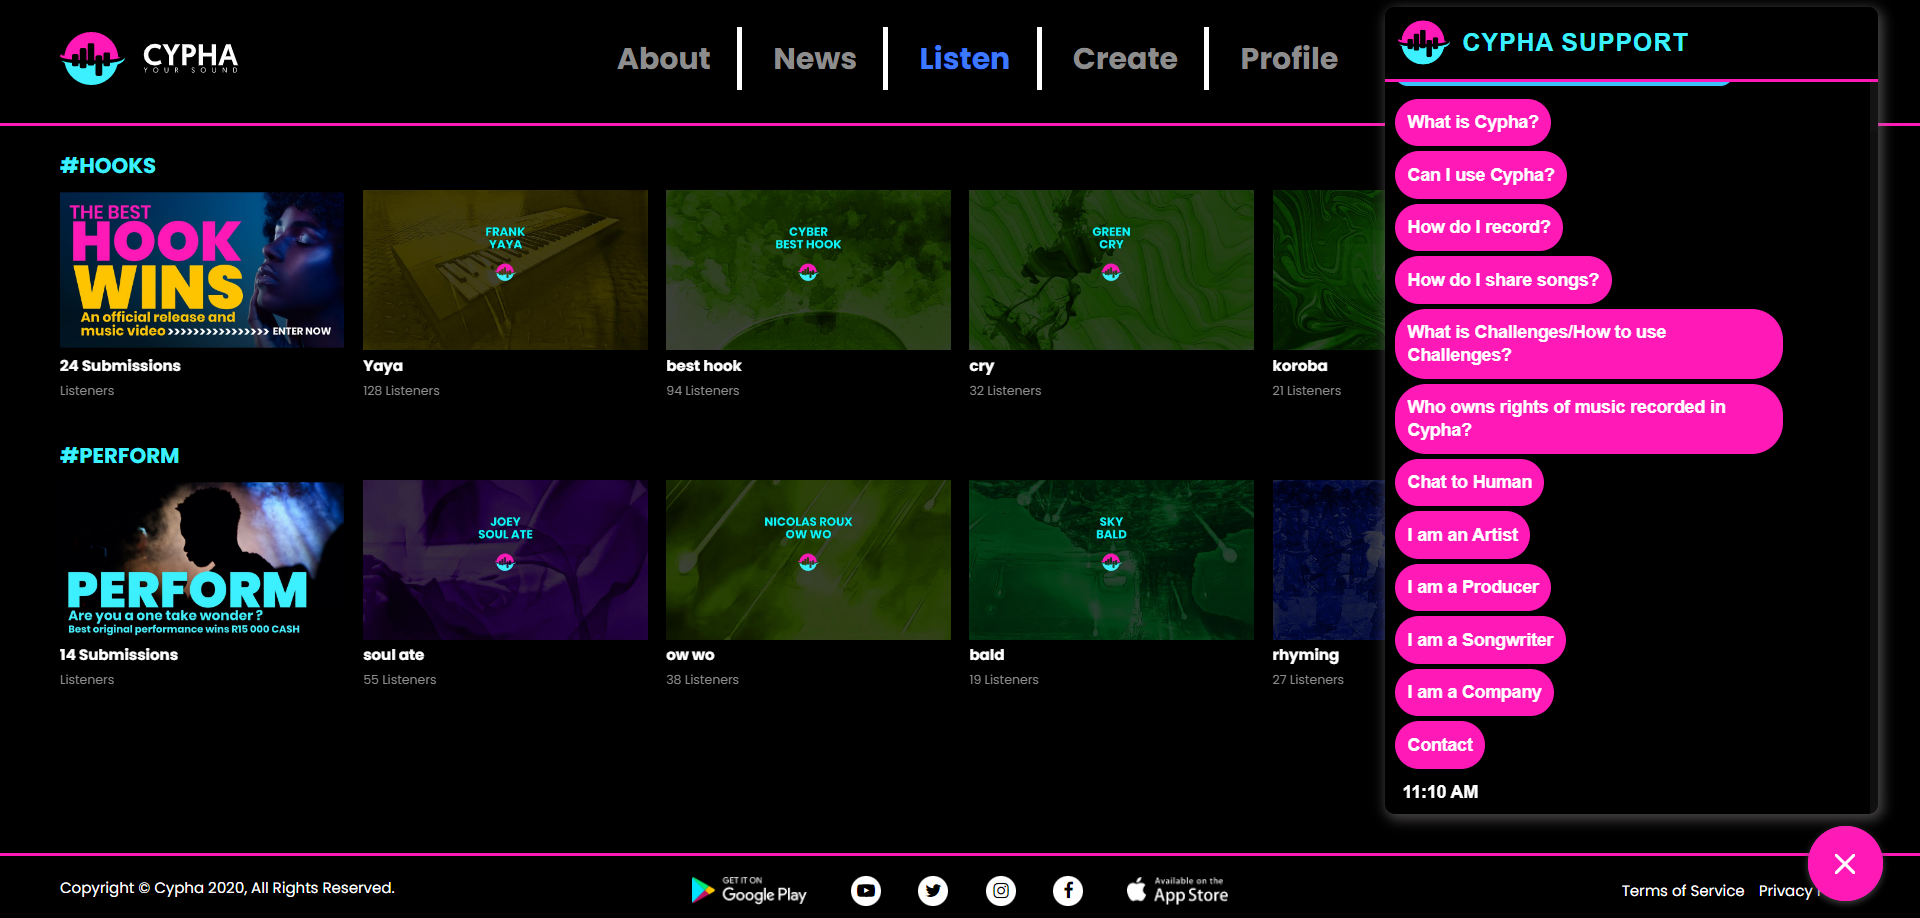 CYPHA
YOUR SOUND
About
News
Listen
Create
Profile
#HOOKS
THE BEST
HOOK
WINS
An official release and
music video >>>>>>>>>>>>>>>> ENTER NOW
24 Submissions
Listeners
FRANK
YAYA
Yaya
128 Listeners
CYBER
BEST HOOK
best hook
94 Listeners
GREEN
CRY
cry
32 Listeners
koroba
21 Listeners
#PERFORM
PERFORM
Are you a one take wonder ?
Best original performance wins R15 000 CASH
14 Submissions
Listeners
JOEY
SOUL ATE
soul ate
55 Listeners
NICOLAS ROUX
OW WO
ow wo
38 Listeners
SKY
BALD
bald
19 Listeners
rhyming
27 Listeners
CYPHA SUPPORT
What is Cypha?
Can I use Cypha?
How do I record?
How do I share songs?
What is Challenges/How to use
Challenges?
Who owns rights of music recorded in
Cypha?
Chat to Human
I am an Artist
I am a Producer
I am a Songwriter
I am a Company
Contact
11:10 AM
Copyright © Cypha 2020, All Rights Reserved.
GET IT ON
Google Play
Available on the
App Store
Terms of Service
Privacy